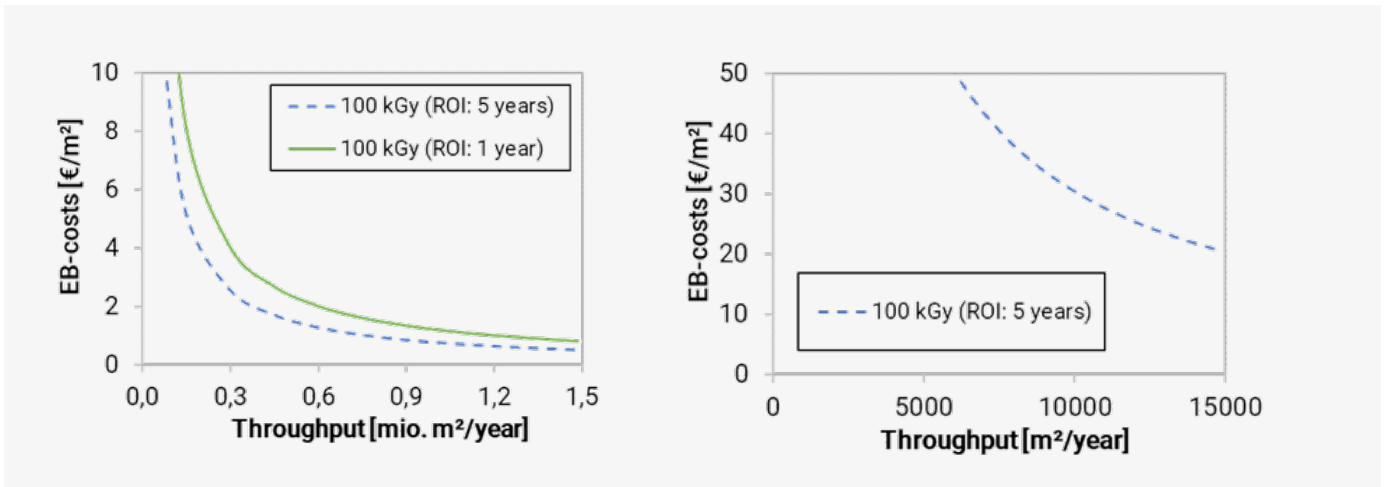 EB-costs [€/m²]
10
8
6
4
2
0
100 kGy (ROI: 5 years)
100 kGy (ROI: 1 year)
0,0 0,3 0,6 0,9 1,2 1,5
Throughput [mio. m²/year]
EB-costs [€/m²]
50
40
30
20
10
0
100 kGy (ROI: 5 years)
0 5000 10000 15000
Throughput [m²/year]